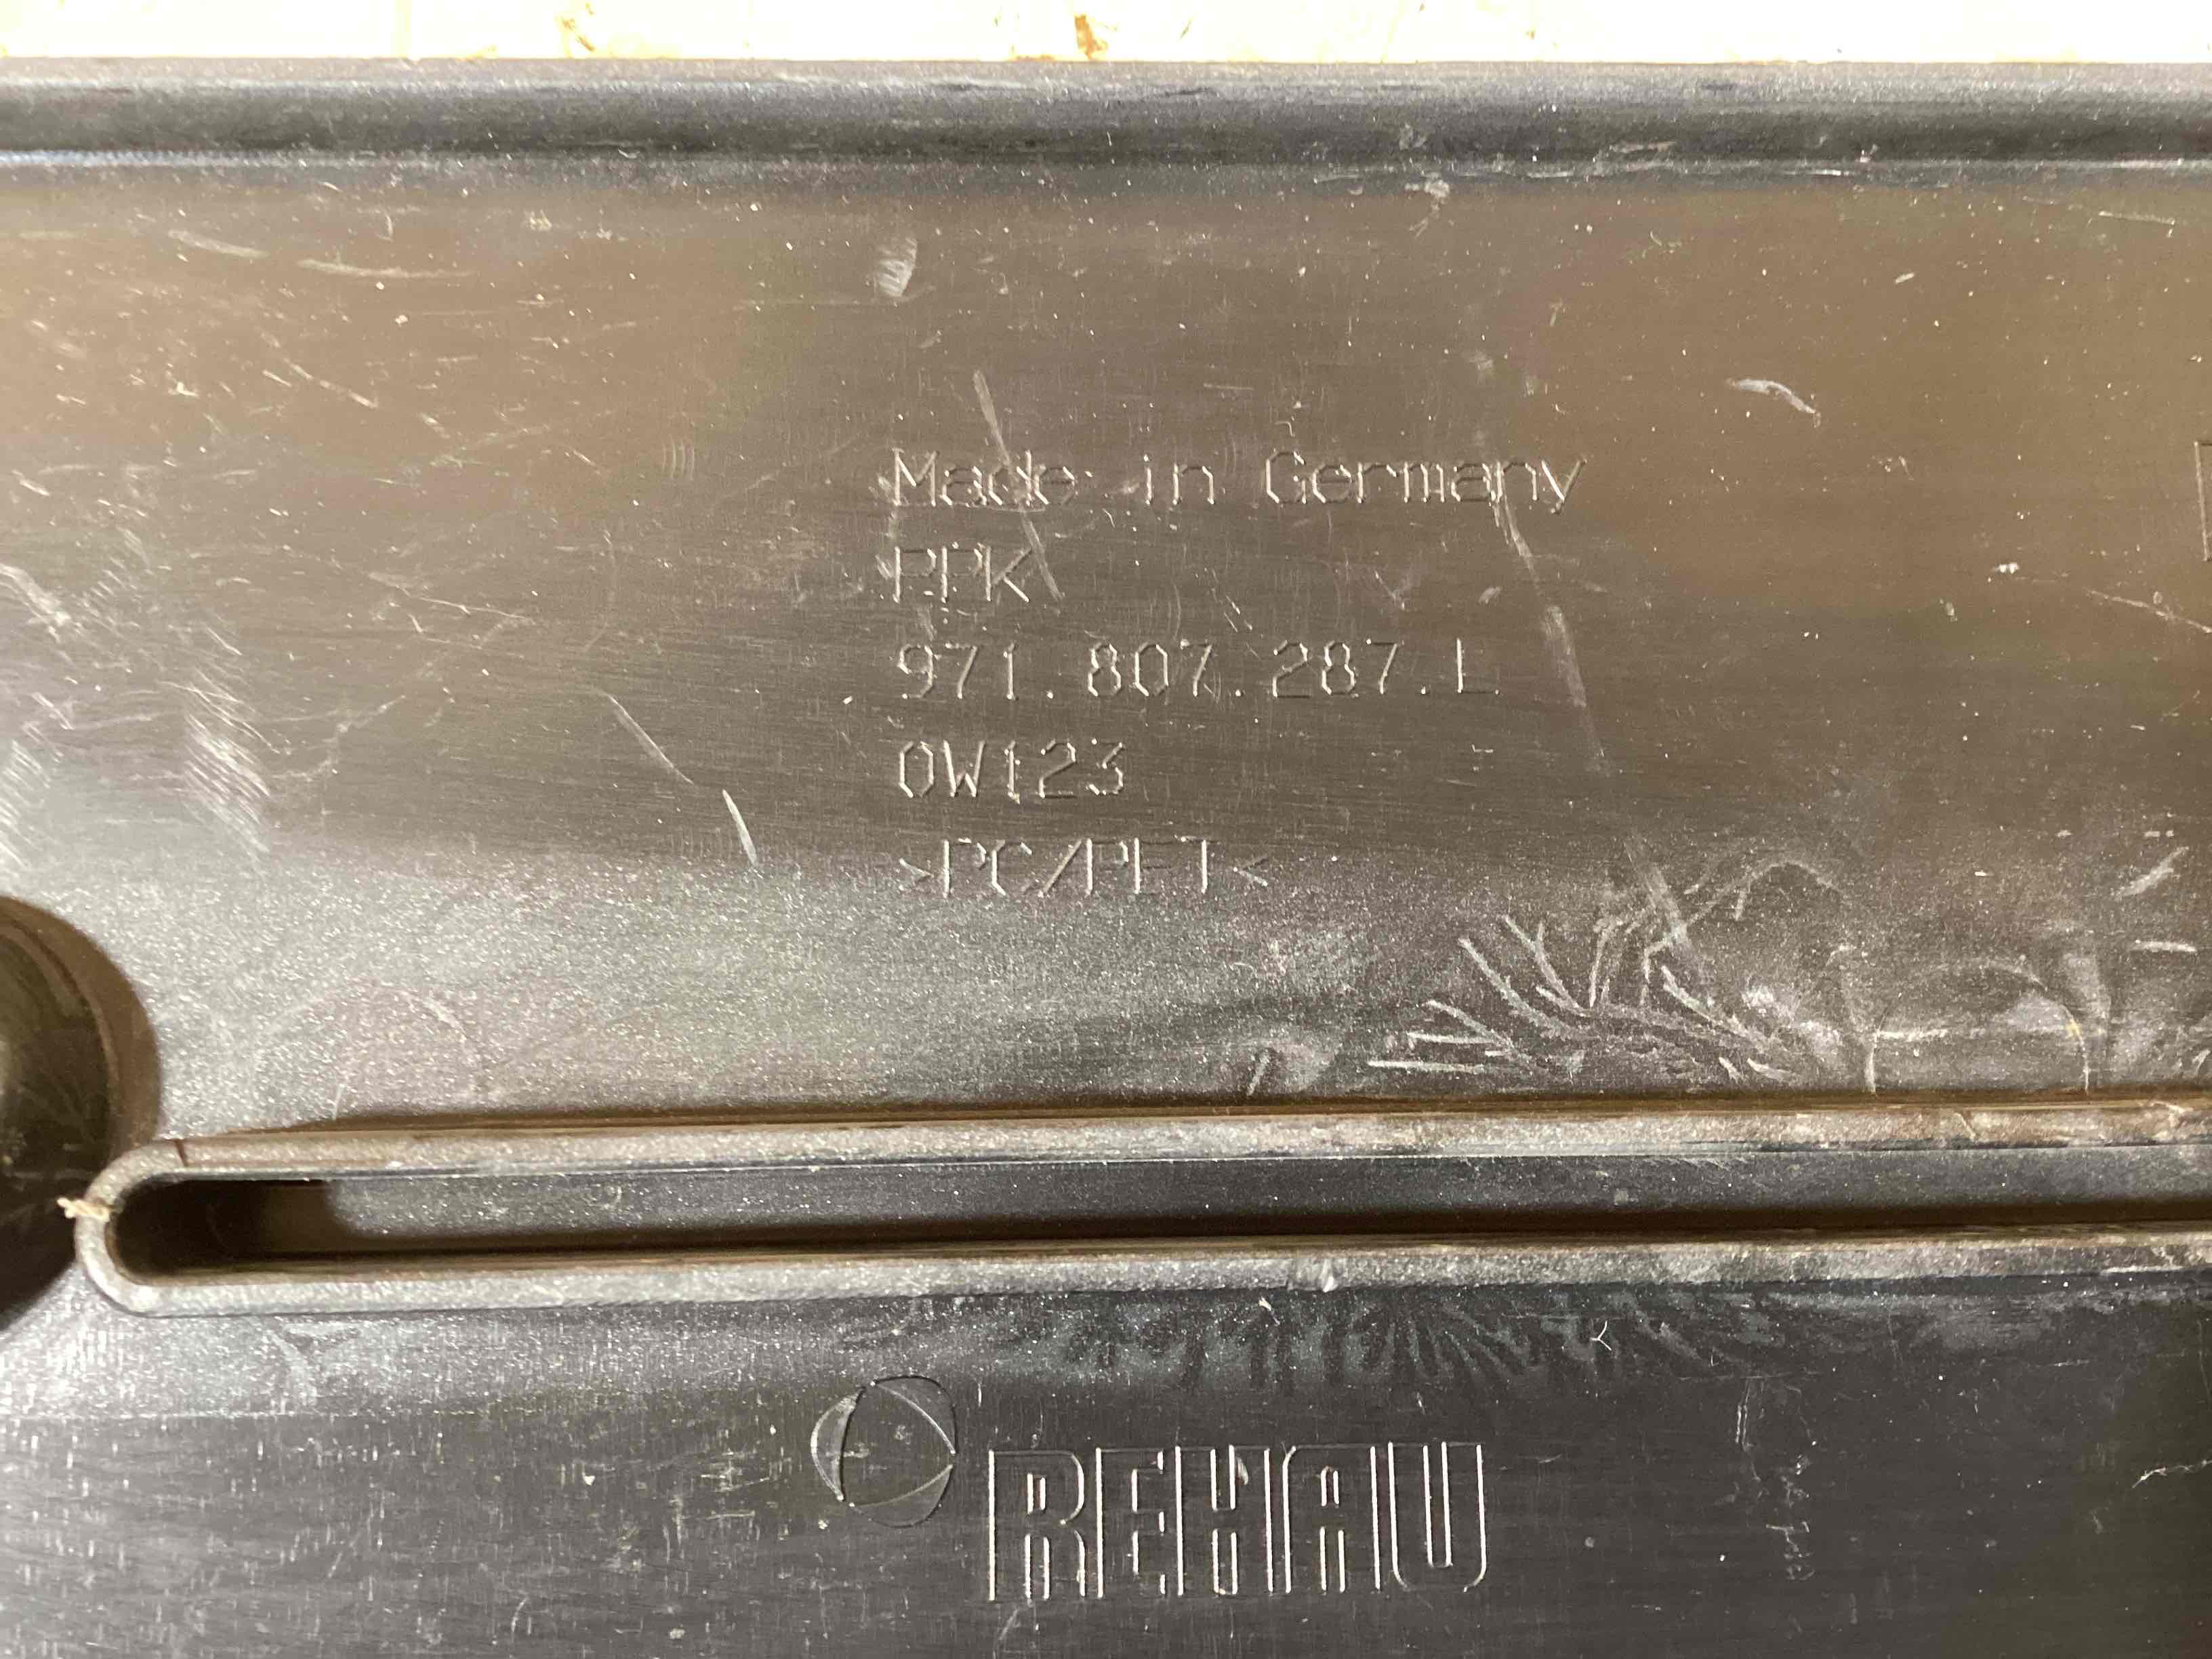 Made in Germany
PPK
971.807.287.L
0W123
>PC/PET<
REHAU